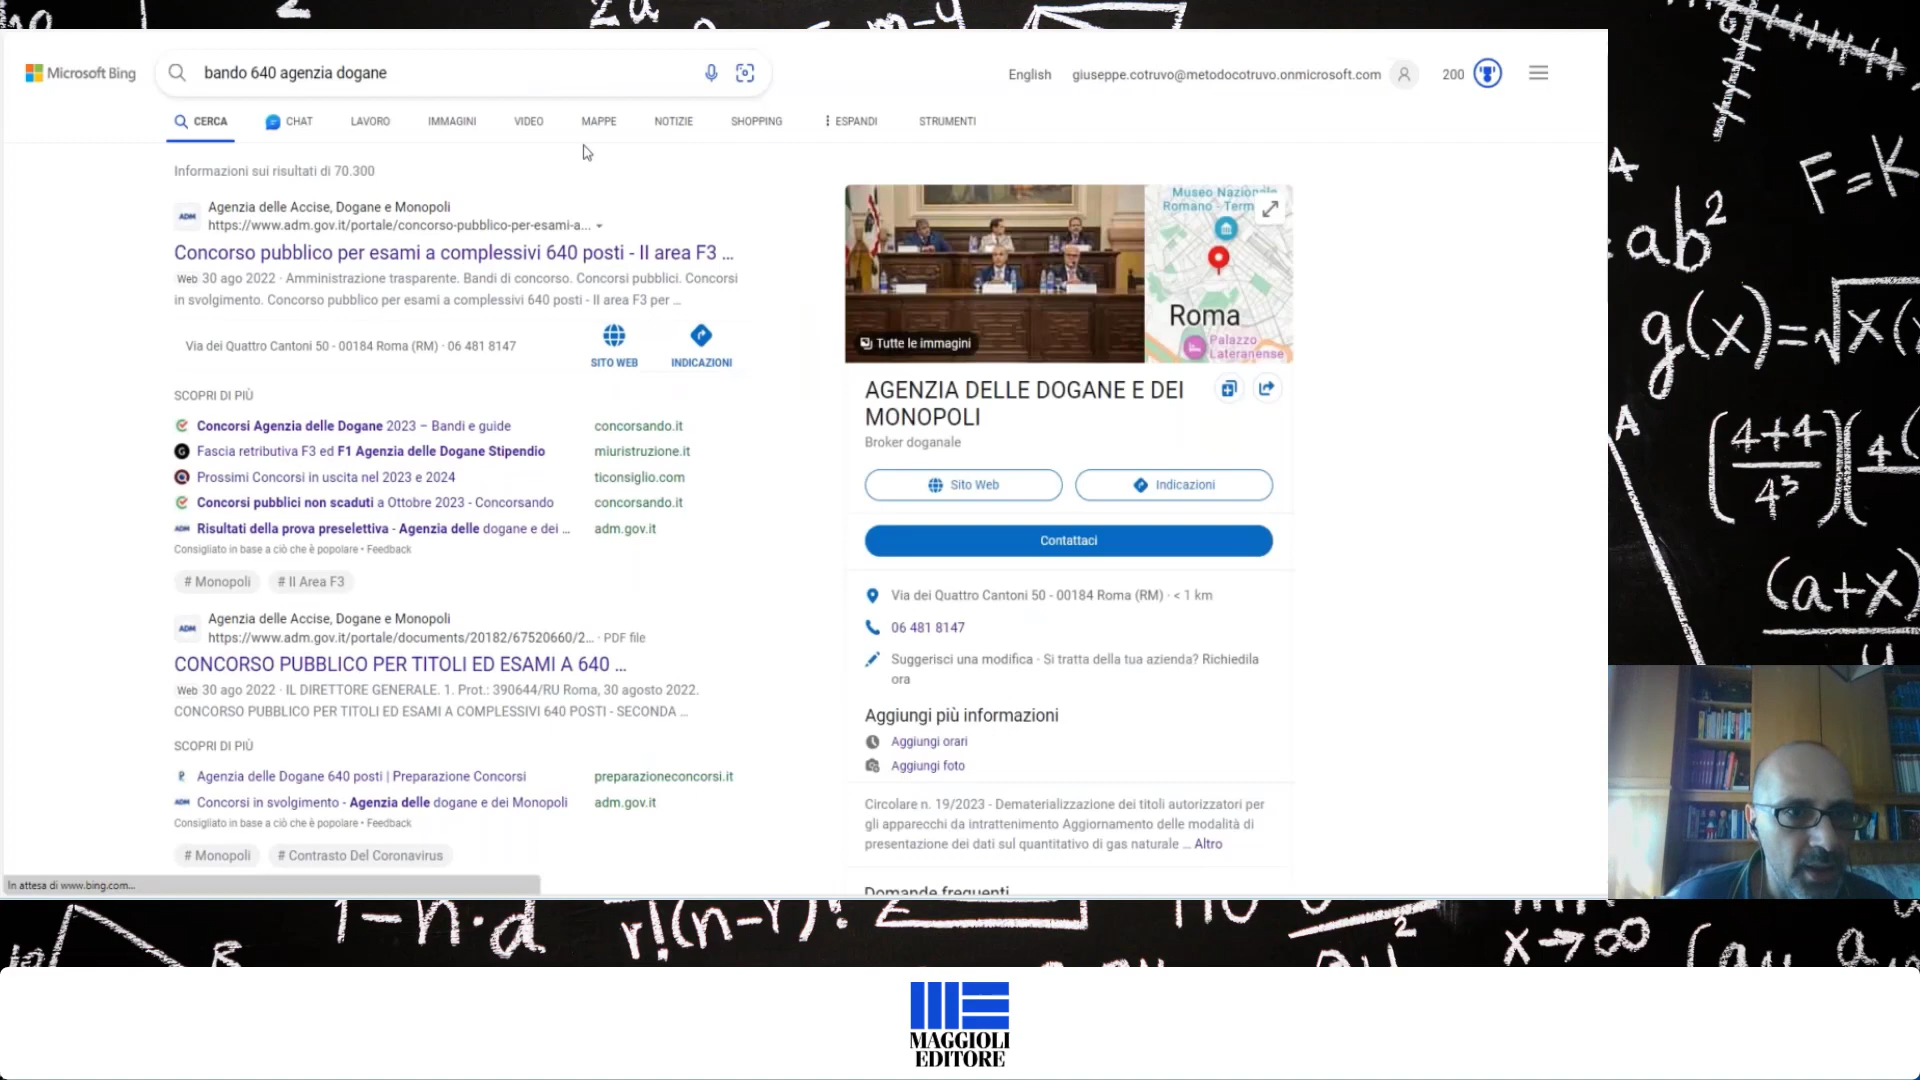 Microsoft Bing
bando 640 agenzia dogane
English
giuseppe.cotruvo@metodocotruvo.onmicrosoft.com
200
CERCA
CHAT
LAVORO
IMMAGINI
VIDEO
MAPPE
NOTIZIE
SHOPPING
ESPANDI
STRUMENTI
Informazioni sui risultati di 70.300
ADM
Agenzia delle Accise, Dogane e Monopoli
https://www.adm.gov.it/portale/concorso-pubblico-per-esami-a...
Concorso pubblico per esami a complessivi 640 posti - II area F3 ...
Web 30 ago 2022 · Amministrazione trasparente. Bandi di concorso. Concorsi pubblici. Concorsi
in svolgimento. Concorso pubblico per esami a complessivi 640 posti - II area F3 per ...
Via dei Quattro Cantoni 50 - 00184 Roma (RM) · 06 481 8147
SITO WEB
INDICAZIONI
SCOPRI DI PIÙ
Concorsi Agenzia delle Dogane 2023 – Bandi e guide
concorsando.it
Fascia retributiva F3 ed F1 Agenzia delle Dogane Stipendio
miuristruzione.it
Prossimi Concorsi in uscita nel 2023 e 2024
ticonsiglio.com
Concorsi pubblici non scaduti a Ottobre 2023 - Concorsando
concorsando.it
ADM
Risultati della prova preselettiva - Agenzia delle dogane e dei ...
adm.gov.it
Consigliato in base a ciò che è popolare • Feedback
# Monopoli
# II Area F3
ADM
Agenzia delle Accise, Dogane e Monopoli
https://www.adm.gov.it/portale/documents/20182/67520660/2... · PDF file
CONCORSO PUBBLICO PER TITOLI ED ESAMI A 640 ...
Web 30 ago 2022 · IL DIRETTORE GENERALE. 1. Prot.: 390644/RU Roma, 30 agosto 2022.
CONCORSO PUBBLICO PER TITOLI ED ESAMI A COMPLESSIVI 640 POSTI - SECONDA ...
SCOPRI DI PIÙ
Agenzia delle Dogane 640 posti | Preparazione Concorsi
preparazioneconcorsi.it
ADM
Concorsi in svolgimento - Agenzia delle dogane e dei Monopoli
adm.gov.it
Consigliato in base a ciò che è popolare • Feedback
# Monopoli
# Contrasto Del Coronavirus
In attesa di www.bing.com...
Tutte le immagini
Museo Nazionale
Romano - Term
Roma
Palazzo
Lateranense
AGENZIA DELLE DOGANE E DEI
MONOPOLI
Broker doganale
Sito Web
Indicazioni
Contattaci
Via dei Quattro Cantoni 50 - 00184 Roma (RM) · < 1 km
06 481 8147
Suggerisci una modifica · Si tratta della tua azienda? Richiedila
ora
Aggiungi più informazioni
Aggiungi orari
Aggiungi foto
Circolare n. 19/2023 - Dematerializzazione dei titoli autorizzatori per
gli apparecchi da intrattenimento Aggiornamento delle modalità di
presentazione dei dati sul quantitativo di gas naturale ... Altro
Domande frequenti
F=K
ab²
g(x)=√x(
A
4+4
4³
(a+x)
1-n·d
r!(n-r)!
x→∞
B
MAGGIOLI
EDITORE